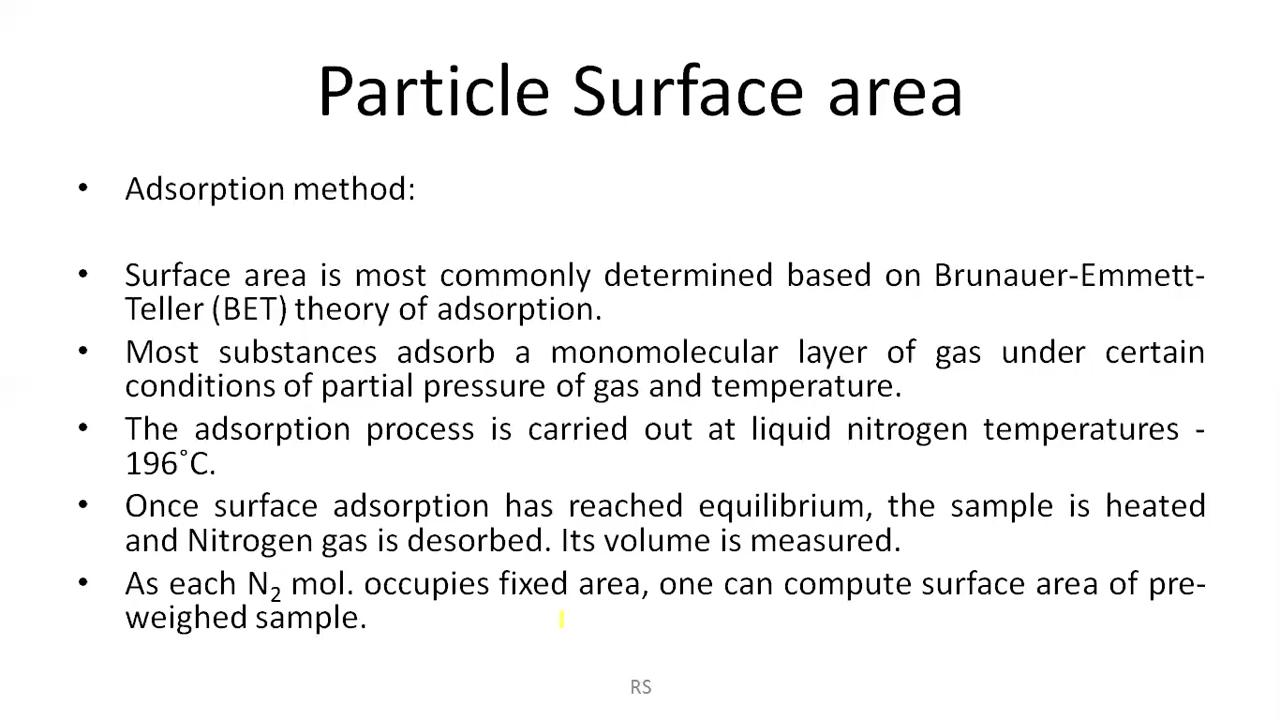 Particle Surface area
• Adsorption method:
• Surface area is most commonly determined based on Brunauer-Emmett-
Teller (BET) theory of adsorption.
• Most substances adsorb a monomolecular layer of gas under certain
conditions of partial pressure of gas and temperature.
• The adsorption process is carried out at liquid nitrogen temperatures -
196˚C.
• Once surface adsorption has reached equilibrium, the sample is heated
and Nitrogen gas is desorbed. Its volume is measured.
• As each N₂ mol. occupies fixed area, one can compute surface area of pre-
weighed sample.
RS